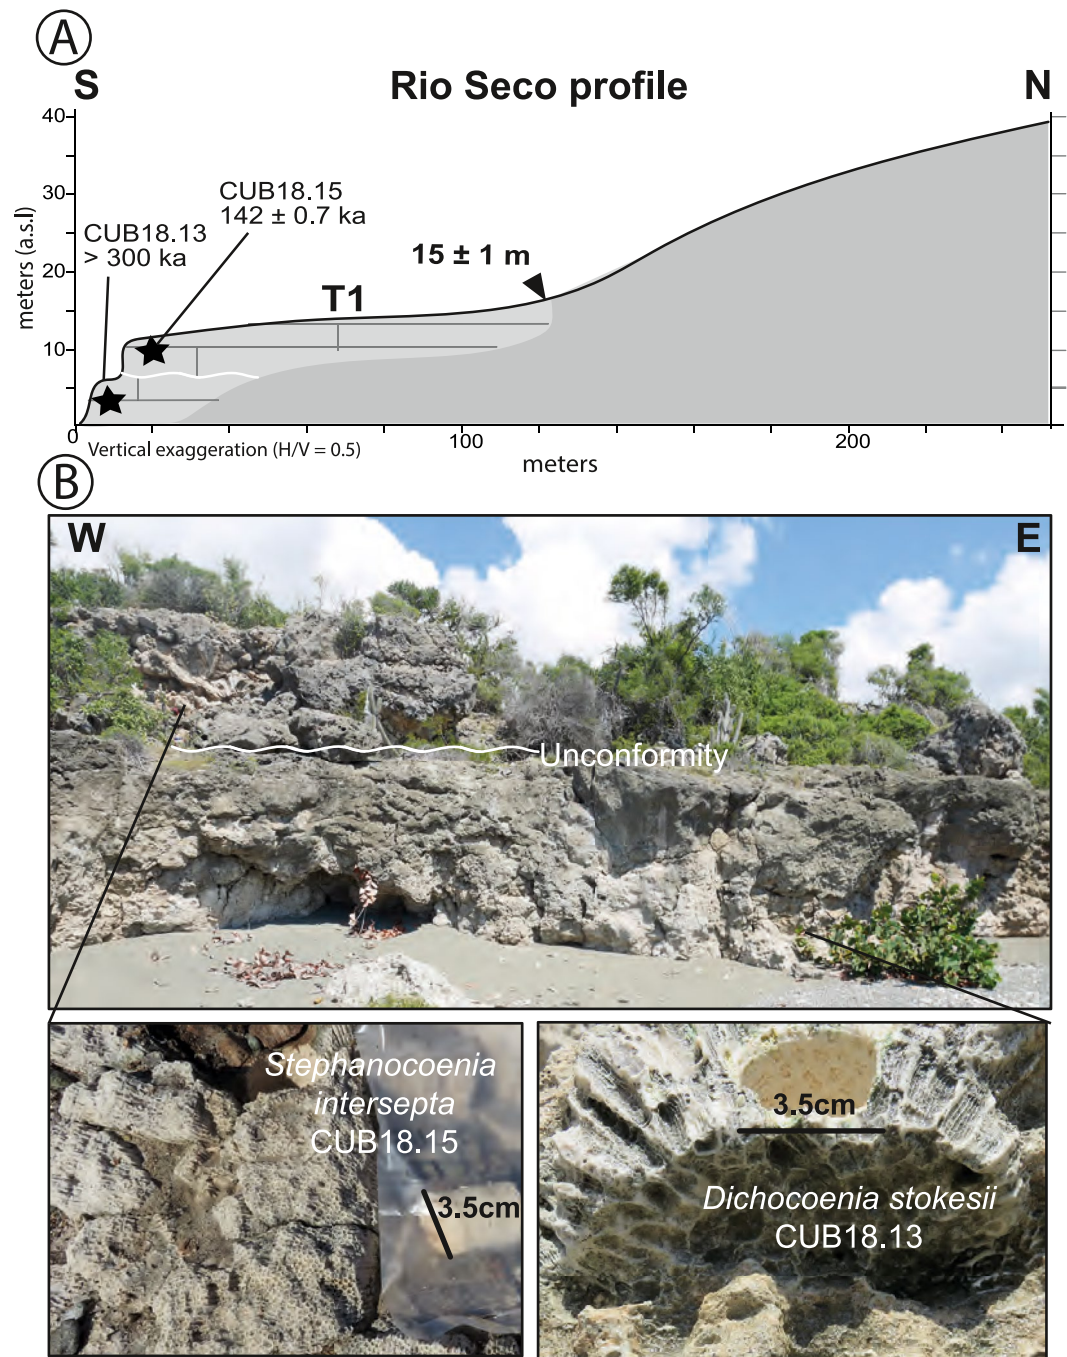 A
S
Rio Seco profile
N
40
30
20
10
0
meters (a.s.l)
CUB18.15
142 ± 0.7 ka
CUB18.13
> 300 ka
15 ± 1 m
T1
100
200
Vertical exaggeration (H/V = 0.5)
meters
B
W
E
Unconformity
Stephanocoenia
intersepta
CUB18.15
3.5cm
3.5cm
Dichocoenia stokesii
CUB18.13